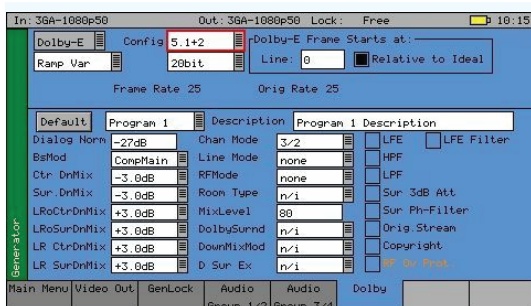 In: 3GA-1080p50 Out: 3GA-1080p50 Lock: Free 10:15
Dolby-E Config 5.1+2 Dolby-E Frame Starts at:
Ramp Var 20bit Line: 0 Relative to Ideal
Frame Rate 25 Orig Rate 25
Default Program 1 Description Program 1 Description
Dialog Norm -27dB Chan Mode 3/2 LFE LFE Filter
BsMod CompMain Line Mode none HPF
Ctr DnMix -3.0dB RFMode none LPF
Sur.DnMix -3.0dB Room Type n/i Sur 3dB Att
LRoCtrDnMix +3.0dB MixLevel 80 Sur Ph-Filter
LRoSurDnMix +3.0dB DolbySurnd n/i Orig.Stream
LR CtrDnMix +3.0dB DownMixMod n/i Copyright
LR SurDnMix +3.0dB D Sur Ex n/i RF Ov Prot
Generator
Main Menu Video Out GenLock Audio Audio Dolby
Group 1/2 Group 3/4